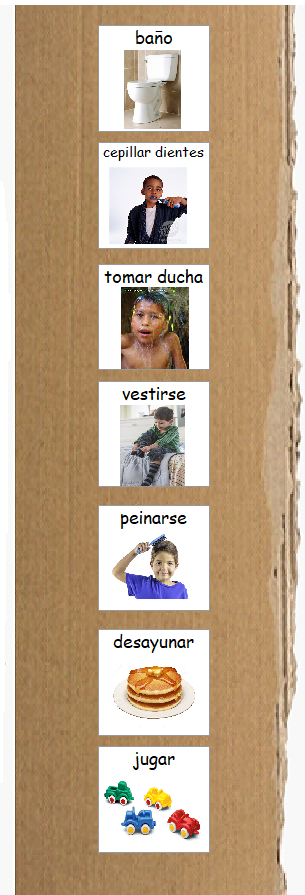 baño
cepillar dientes
tomar ducha
vestirse
peinarse
desayunar
jugar